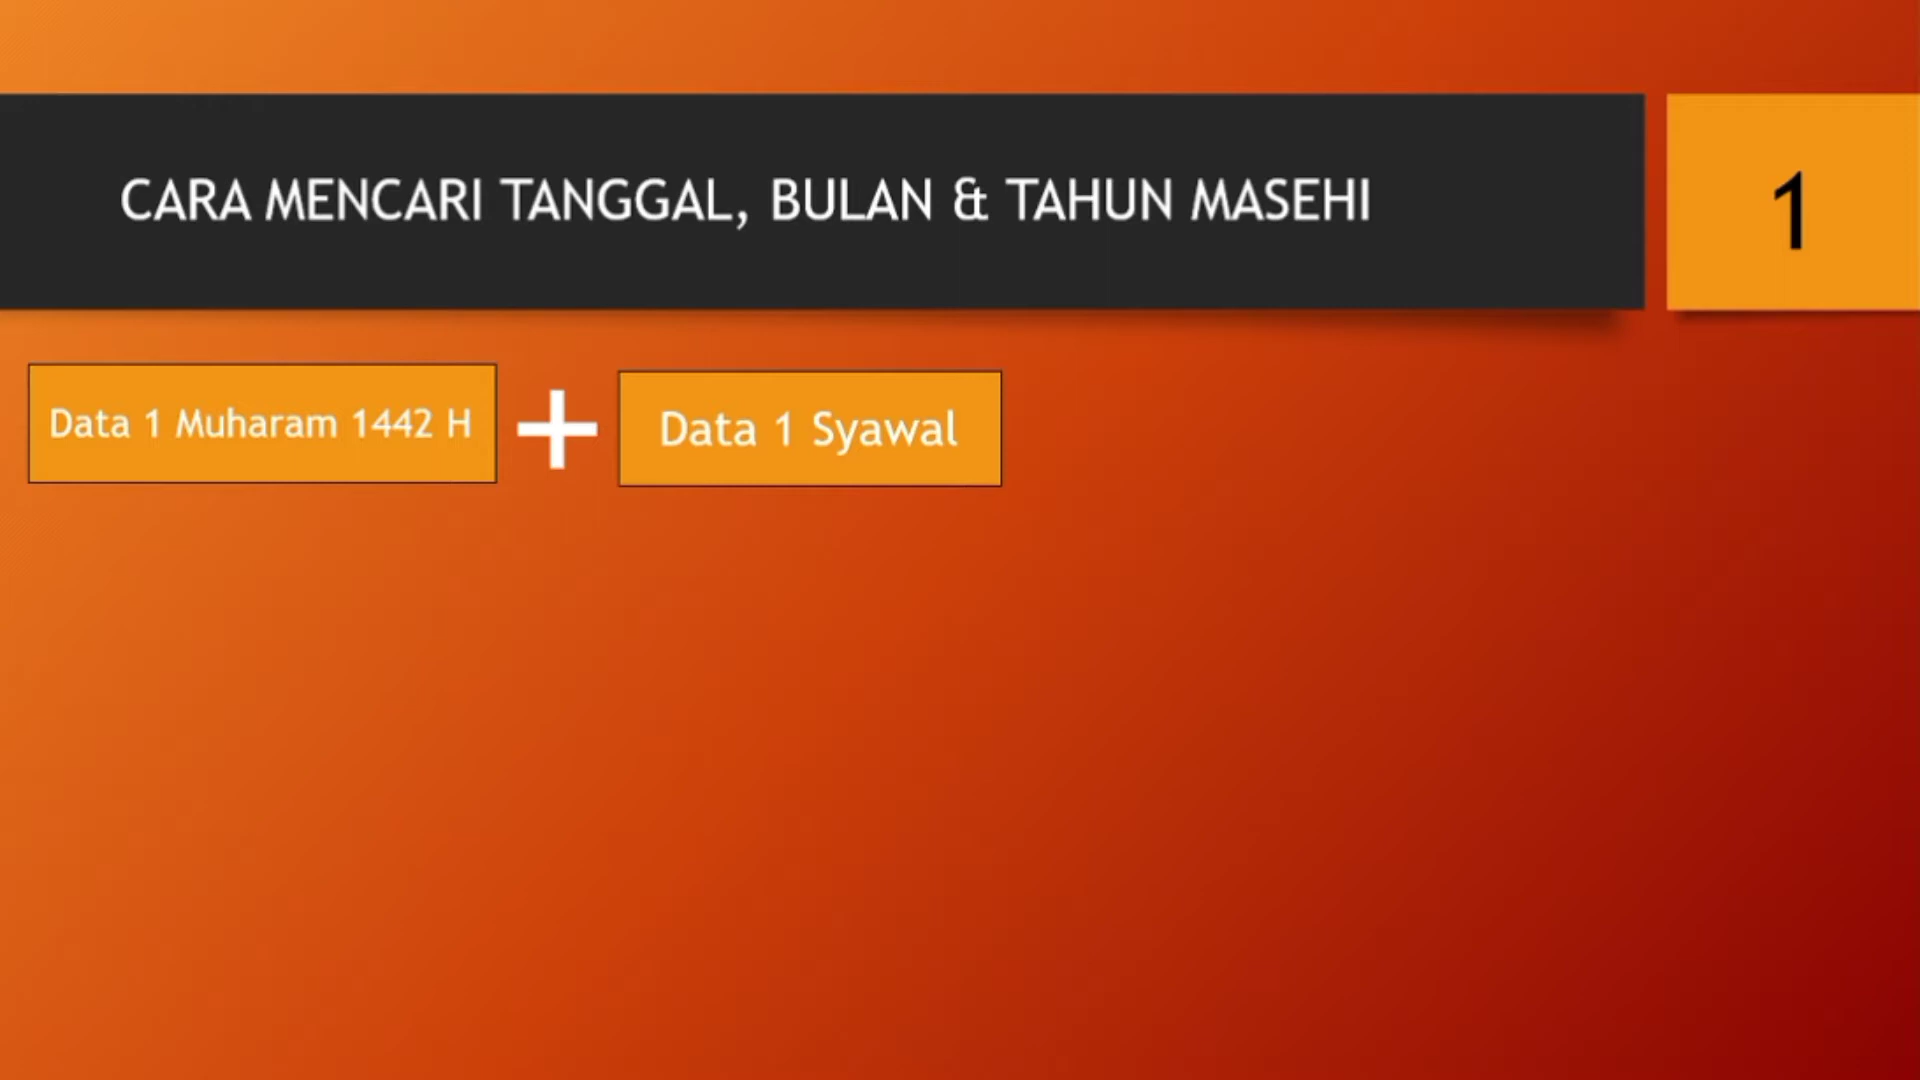 CARA MENCARI TANGGAL, BULAN & TAHUN MASEHI
1
Data 1 Muharam 1442 H + Data 1 Syawal